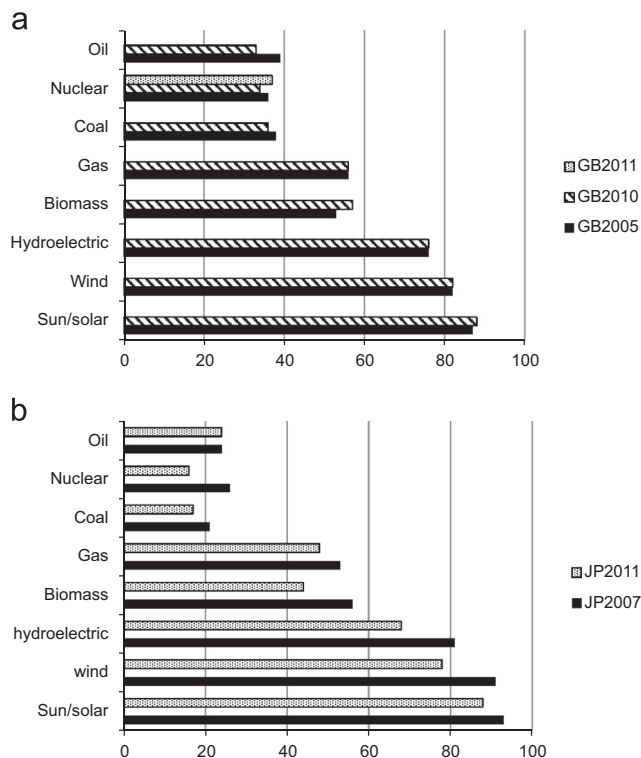 a
Oil
Nuclear
Coal
Gas
Biomass
Hydroelectric
Wind
Sun/solar
0 20 40 60 80 100
GB2011
GB2010
GB2005
b
Oil
Nuclear
Coal
Gas
Biomass
hydroelectric
wind
Sun/solar
0 20 40 60 80 100
JP2011
JP2007